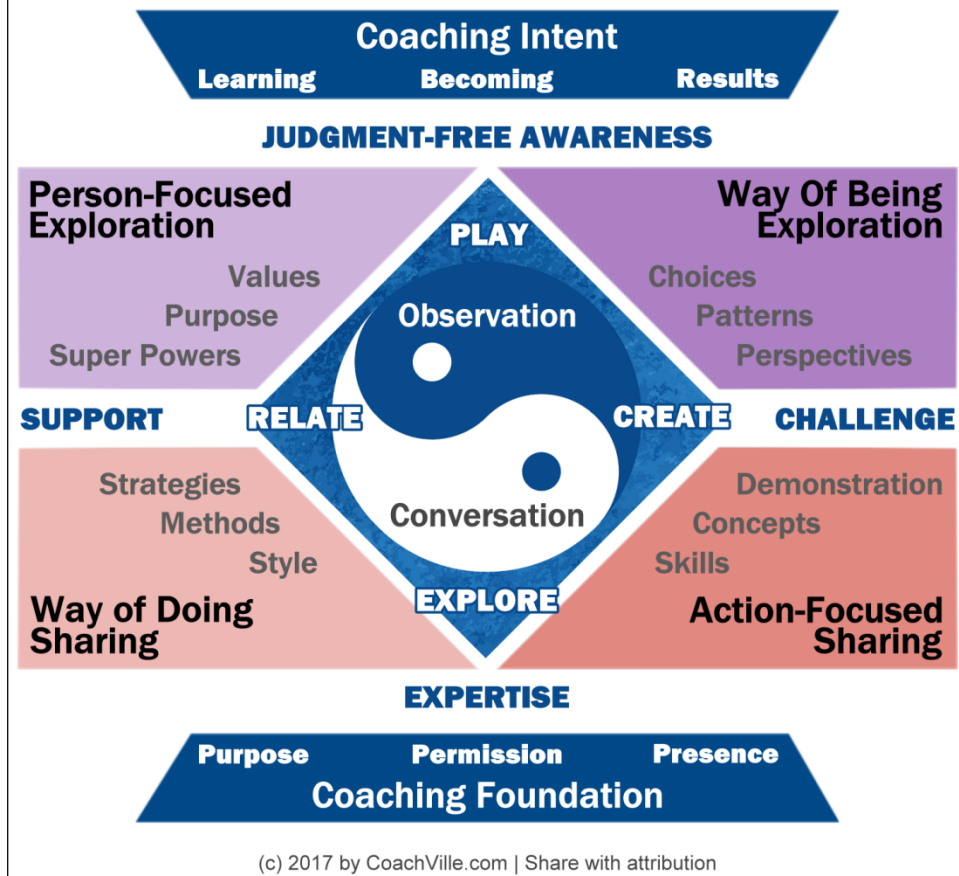 Coaching Intent
Learning Becoming Results
JUDGMENT-FREE AWARENESS
Person-Focused
Exploration
Values
Purpose
Super Powers
Way Of Being
Exploration
Choices
Patterns
Perspectives
PLAY
Observation
SUPPORT
RELATE
CREATE
CHALLENGE
Conversation
EXPLORE
Strategies
Methods
Style
Way of Doing
Sharing
Demonstration
Concepts
Skills
Action-Focused
Sharing
EXPERTISE
Purpose Permission Presence
Coaching Foundation
(c) 2017 by CoachVille.com | Share with attribution